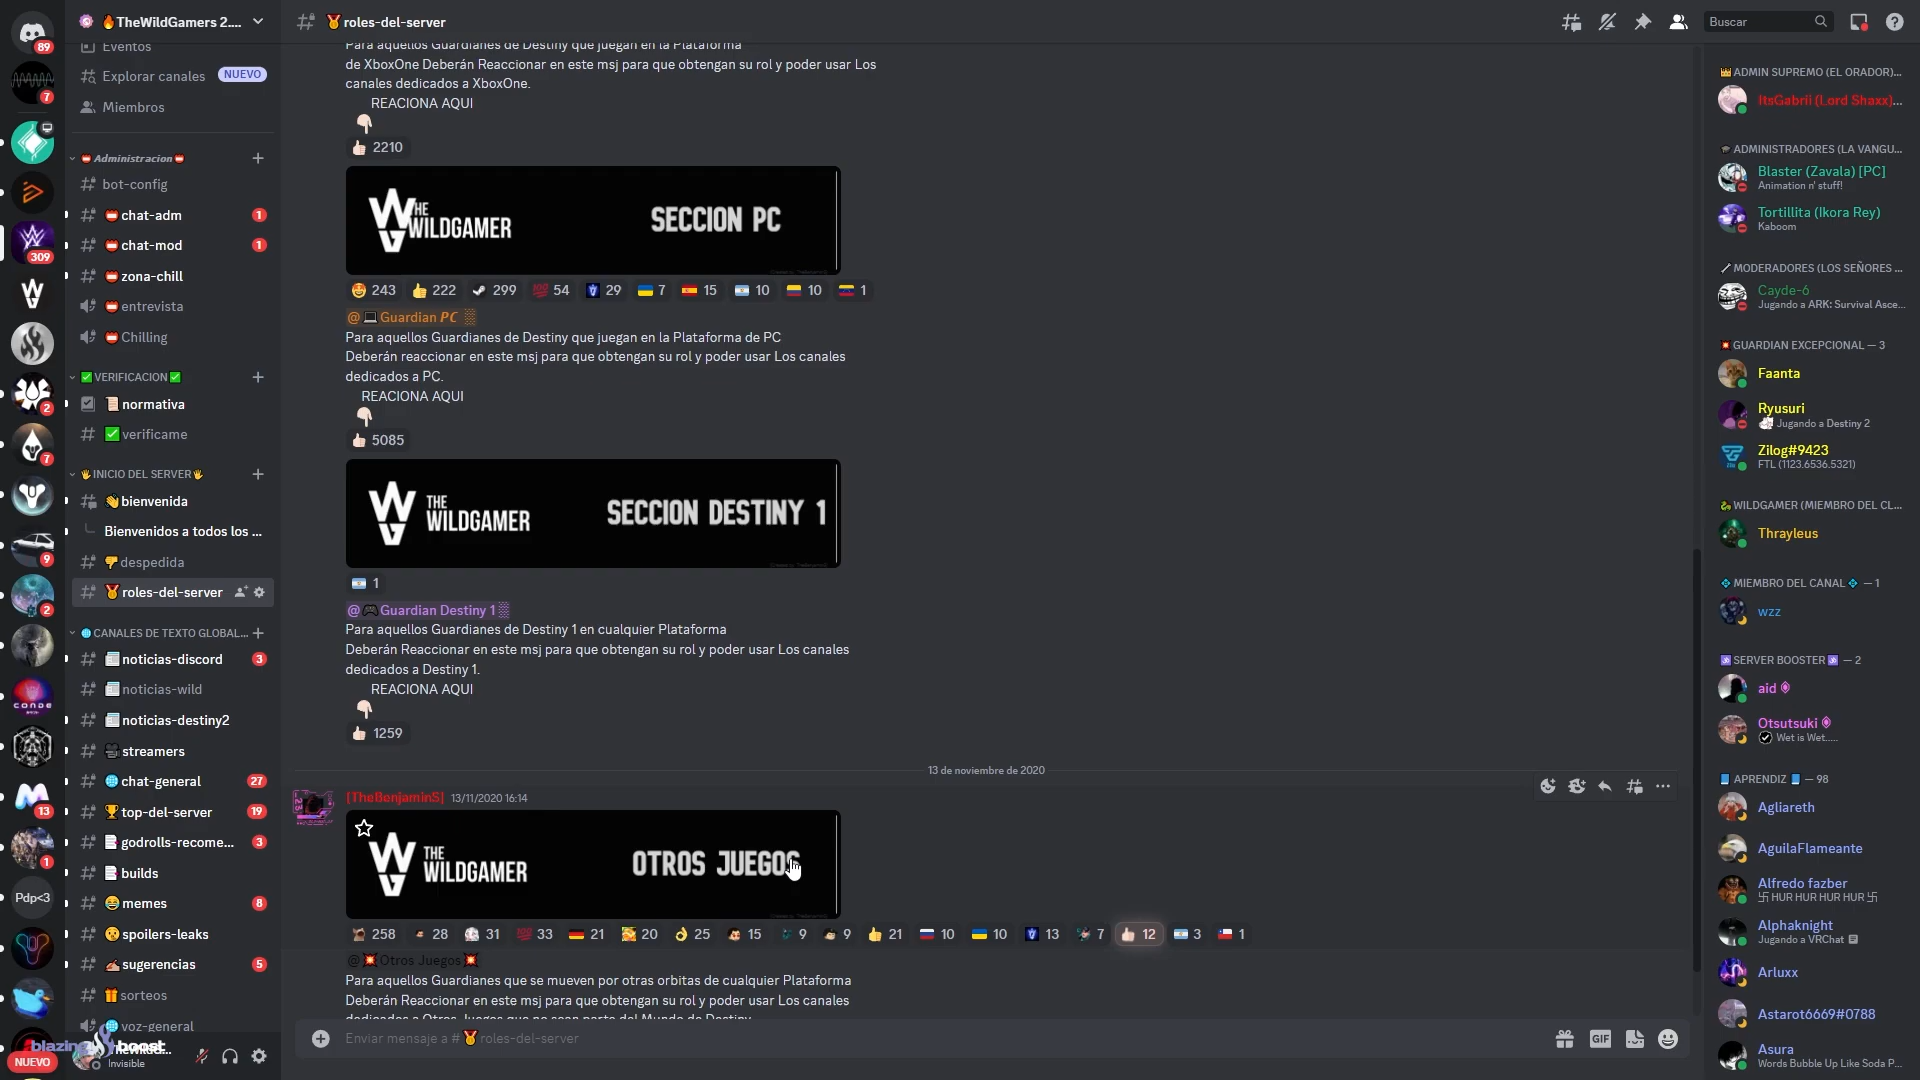 89
7
309
2
7
9
2
CONDE
13
1
Pdp<3
NUEVO
🔥TheWildGamers 2....
Eventos
Explorar canales
NUEVO
Miembros
Administracion
bot-config
chat-adm
1
chat-mod
1
zona-chill
entrevista
Chilling
✅VERIFICACION✅
📜normativa
✅verificame
🖐INICIO DEL SERVER🖐
👋bienvenida
Bienvenidos a todos los ...
👎despedida
🏅roles-del-server
🌐CANALES DE TEXTO GLOBAL...
noticias-discord
3
noticias-wild
noticias-destiny2
streamers
🌐chat-general
27
🏆top-del-server
19
godrolls-recome...
3
builds
😂memes
8
spoilers-leaks
sugerencias
5
🎁sorteos
🌐voz-general
blazing boost
Invisible
🏅roles-del-server
Buscar
Para aquellos Guardianes de Destiny que juegan en la Plataforma
de XboxOne Deberán Reaccionar en este msj para que obtengan su rol y poder usar Los
canales dedicados a XboxOne.
REACIONA AQUI
2210
THE WILDGAMER
SECCION PC
243 222 299 54 29 7 15 10 10 1
@💻Guardian PC ░
Para aquellos Guardianes de Destiny que juegan en la Plataforma de PC
Deberán reaccionar en este msj para que obtengan su rol y poder usar Los canales
dedicados a PC.
REACIONA AQUI
5085
THE WILDGAMER
SECCION DESTINY 1
1
@🎮Guardian Destiny 1░
Para aquellos Guardianes de Destiny 1 en cualquier Plataforma
Deberán Reaccionar en este msj para que obtengan su rol y poder usar Los canales
dedicados a Destiny 1.
REACIONA AQUI
1259
13 de noviembre de 2020
[TheBenjaminS] 13/11/2020 16:14
THE WILDGAMER
OTROS JUEGOS
258 28 31 33 21 20 25 15 9 9 21 10 10 13 7 12 3 1
@💥Otros Juegos💥
Para aquellos Guardianes que se mueven por otras orbitas de cualquier Plataforma
Deberán Reaccionar en este msj para que obtengan su rol y poder usar Los canales
dedicados a Otros Juegos que no sean parte del Mundo de Destiny
Enviar mensaje a #🏅roles-del-server
GIF
ADMIN SUPREMO (EL ORADOR)...
ItsGabrii (Lord Shaxx)...
ADMINISTRADORES (LA VANGU...
Blaster (Zavala) [PC]
Animation n' stuff!
Tortillita (Ikora Rey)
Kaboom
MODERADORES (LOS SEÑORES ...
Cayde-6
Jugando a ARK: Survival Asce...
💥GUARDIAN EXCEPCIONAL — 3
Faanta
Ryusuri
Jugando a Destiny 2
Zilog#9423
FTL (1123.6536.5321)
WILDGAMER (MIEMBRO DEL CL...
Thrayleus
💠MIEMBRO DEL CANAL💠 — 1
wzz
SERVER BOOSTER — 2
aid
Otsutsuki
Wet is Wet.....
📘 APRENDIZ 📘 — 98
Agliareth
AguilaFlameante
Alfredo fazber
卐 HUR HUR HUR HUR 卐
Alphaknight
Jugando a VRChat
Arluxx
Astarot6669#0788
Asura
Words Bubble Up Like Soda P...